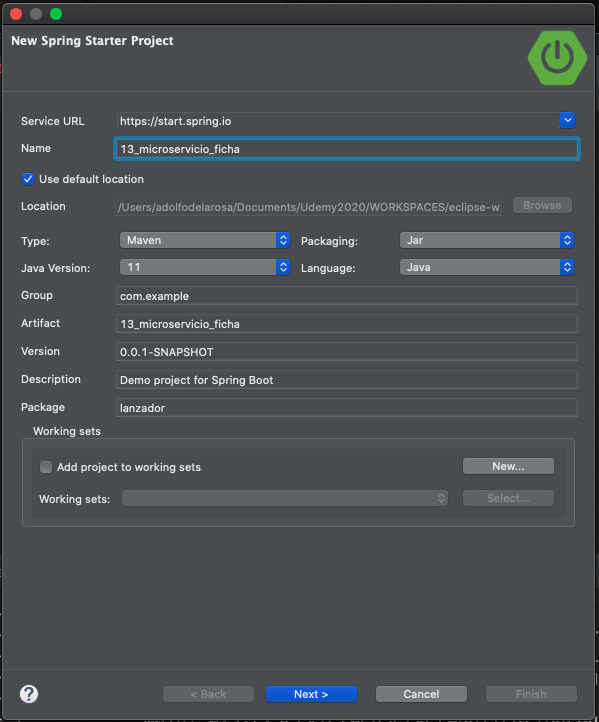 New Spring Starter Project
Service URL https://start.spring.io
Name 13_microservicio_ficha
Use default location
Location /Users/adolfodelarosa/Documents/Udemy2020/WORKSPACES/eclipse-w Browse
Type: Maven Packaging: Jar
Java Version: 11 Language: Java
Group com.example
Artifact 13_microservicio_ficha
Version 0.0.1-SNAPSHOT
Description Demo project for Spring Boot
Package lanzador
Working sets
Add project to working sets New...
Working sets: Select...
? < Back Next > Cancel Finish